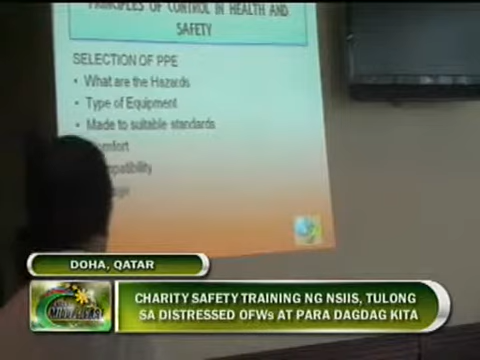 PRINCIPLES OF CONTROL IN HEALTH AND
SAFETY
SELECTION OF PPE
• What are the Hazards
• Type of Equipment
• Made to suitable standards
DOHA, QATAR
CHARITY SAFETY TRAINING NG NSIIS, TULONG
SA DISTRESSED OFWs AT PARA DAGDAG KITA